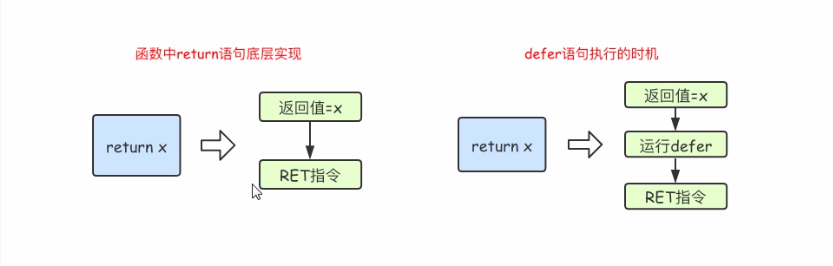 函数中return语句底层实现
return x
返回值=x
RET指令
defer语句执行的时机
return x
返回值=x
运行defer
RET指令